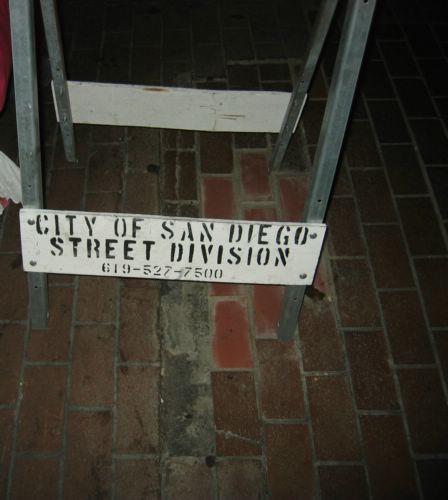 CITY OF SAN DIEGO
STREET DIVISION
619-527-7500